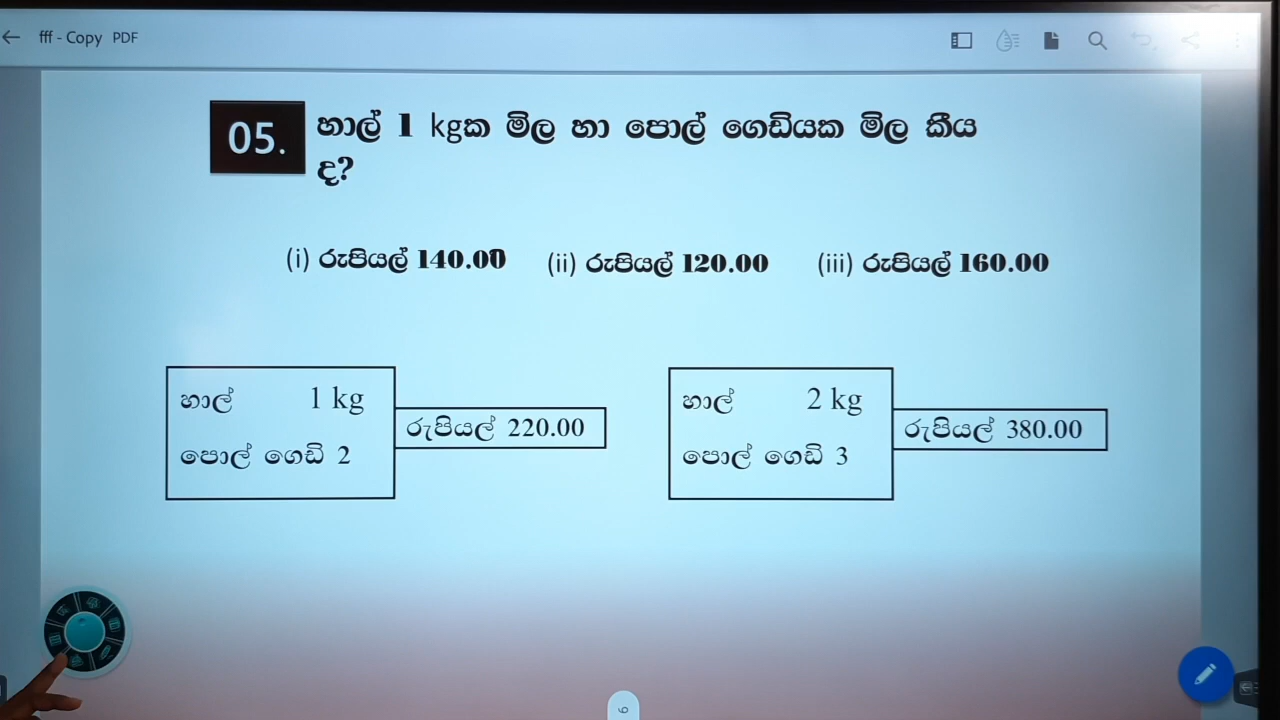 fff - Copy PDF
05. හාල් 1 kgක මිල හා පොල් ගෙඩියක මිල කීය
ද?
(i) රුපියල් 140.00 (ii) රුපියල් 120.00 (iii) රුපියල් 160.00
හාල් 1 kg
පොල් ගෙඩි 2
රුපියල් 220.00
හාල් 2 kg
පොල් ගෙඩි 3
රුපියල් 380.00